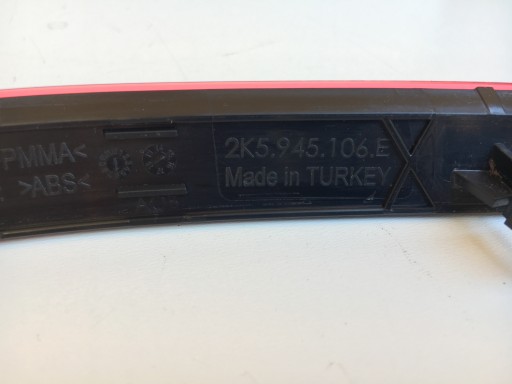 >PMMA<
>ABS<
2K5.945.106.E
Made in TURKEY